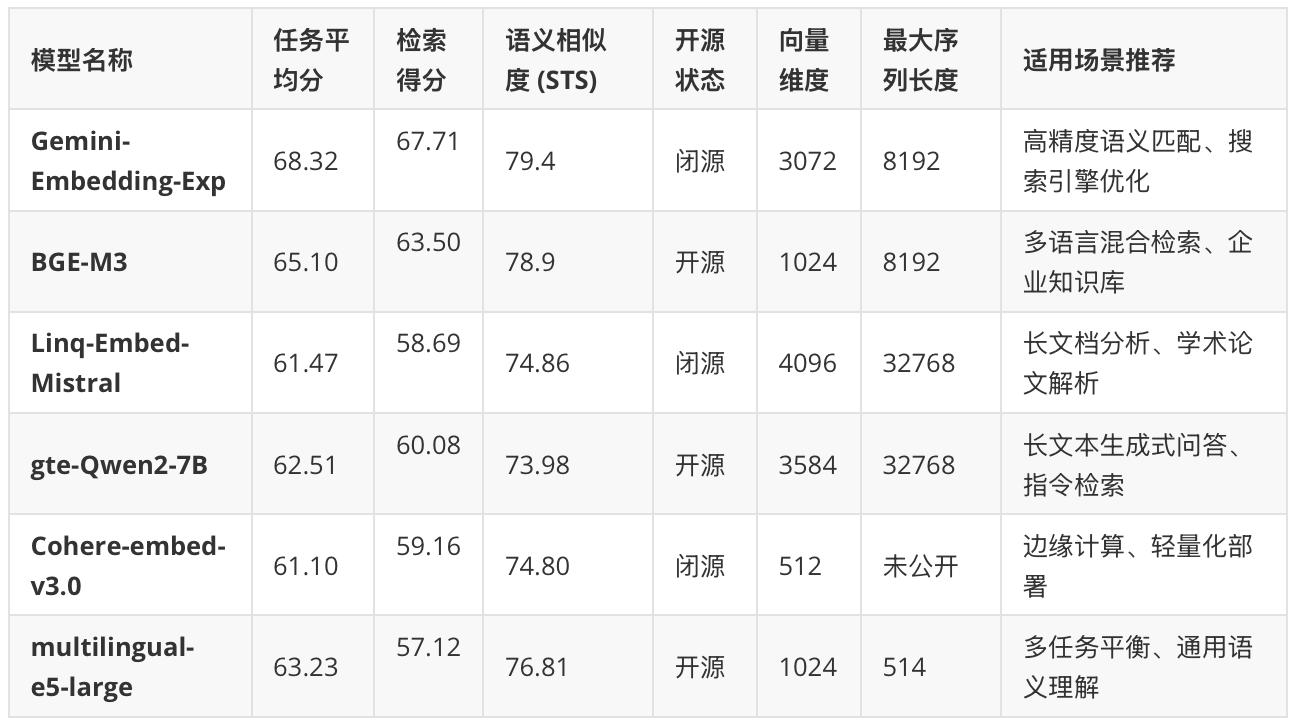 模型名称 任务平均分 检索得分 语义相似度 (STS) 开源状态 向量维度 最大序列长度 适用场景推荐
Gemini-Embedding-Exp 68.32 67.71 79.4 闭源 3072 8192 高精度语义匹配、搜索引擎优化
BGE-M3 65.10 63.50 78.9 开源 1024 8192 多语言混合检索、企业知识库
Linq-Embed-Mistral 61.47 58.69 74.86 闭源 4096 32768 长文档分析、学术论文解析
gte-Qwen2-7B 62.51 60.08 73.98 开源 3584 32768 长文本生成式问答、指令检索
Cohere-embed-v3.0 61.10 59.16 74.80 闭源 512 未公开 边缘计算、轻量化部署
multilingual-e5-large 63.23 57.12 76.81 开源 1024 514 多任务平衡、通用语义理解